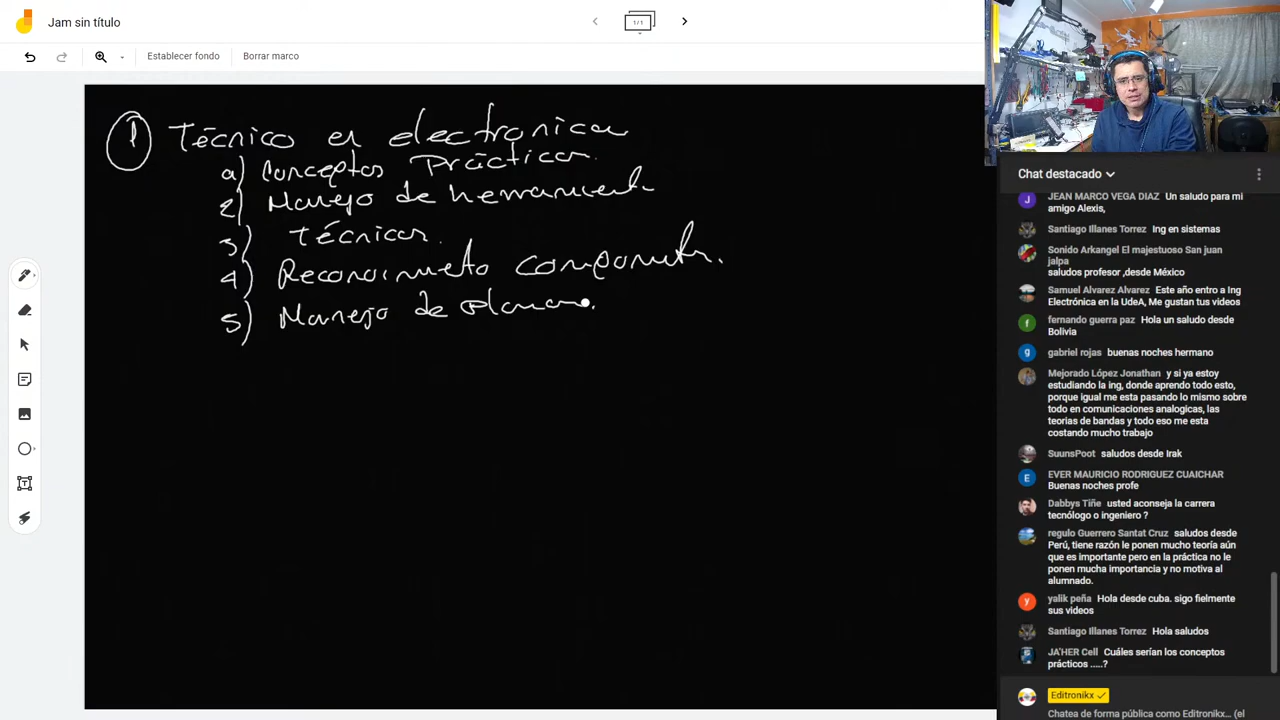 Jam sin título
1/1
Establecer fondo
Borrar marco
1 Técnico en electronica
a) Conceptos Prácticos.
2) Manejo de herramient
3) Técnicas.
4) Reconocimieto
5) Manejo de planos.
Chat destacado
JEAN MARCO VEGA DIAZ Un saludo para mi
amigo Alexis,
Santiago Illanes Torrez Ing en sistemas
Sonido Arkangel El majestuoso San juan
jalpa
saludos profesor ,desde México
Samuel Alvarez Alvarez Este año entro a Ing
Electrónica en la UdeA, Me gustan tus videos
fernando guerra paz Hola un saludo desde
Bolivia
gabriel rojas buenas noches hermano
Mejorado López Jonathan y si ya estoy
estudiando la ing, donde aprendo todo esto,
porque igual me esta pasando lo mismo sobre
todo en comunicaciones analogicas, las
teorias de bandas y todo eso me esta
costando mucho trabajo
SuunsPoot saludos desde Irak
EVER MAURICIO RODRIGUEZ CUAICHAR
Buenas noches profe
Dabbys Tiñe usted aconseja la carrera
tecnólogo o ingeniero ?
regulo Guerrero Santat Cruz saludos desde
Perú, tiene razón le ponen mucho teoría aún
que es importante pero en la práctica no le
ponen mucha importancia y no motiva al
alumnado.
yalik peña Hola desde cuba. sigo fielmente
sus videos
Santiago Illanes Torrez Hola saludos
JA'HER Cell Cuáles serían los conceptos
prácticos .....?
Editronikx
Chatea de forma pública como Editronikx... (el